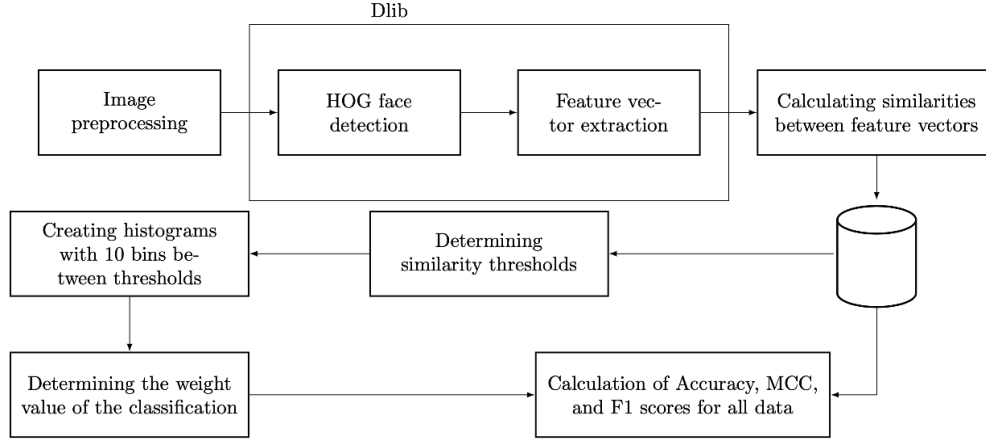 Dlib
Image
preprocessing
HOG face
detection
Feature vec-
tor extraction
Calculating similarities
between feature vectors
Creating histograms
with 10 bins be-
tween thresholds
Determining
similarity thresholds
Determining the weight
value of the classification
Calculation of Accuracy, MCC,
and F1 scores for all data